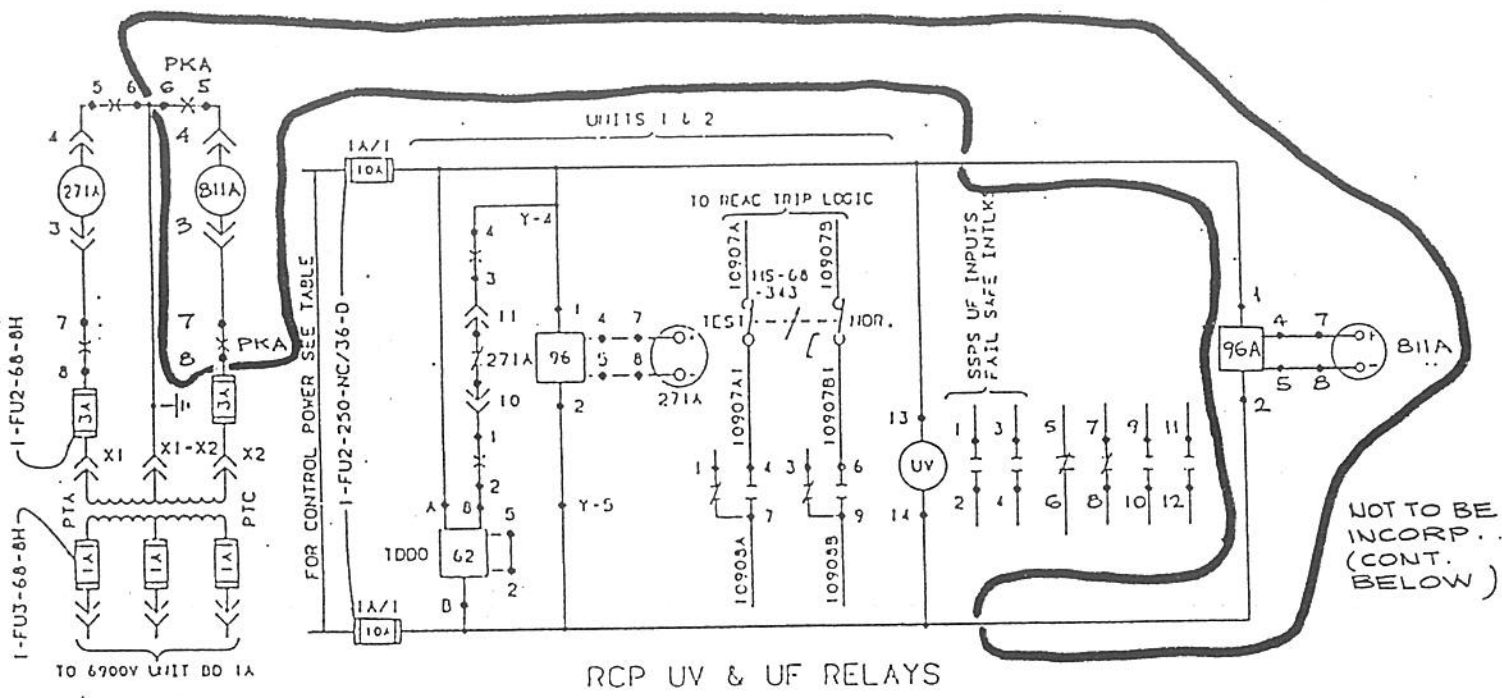 PKA
5 6 6 5
4 4
271A
811A
3 3
7 7
PKA
8 8
3A
3A
X1 X1-X2 X2
PTA
PTC
1A 1A 1A
TO 6900V UNIT BD 1A
1-FU2-68-8H
1-FU3-68-8H
UNITS 1 & 2
1A/1
10A
FOR CONTROL POWER SEE TABLE
1-FU2-250-NC/36-D
Y-4
4
3
11
271A
10
1
2
A 8
5
TDDO
62
2
B
1A/1
10A
1
96
4 7
5 8
271A
2
Y-5
TO REAC TRIP LOGIC
10907A
10907B
HS-68
-313
TEST
NOR.
10907A1
10907B1
1 4 3 6
7 9
10908A
10908B
13
UV
14
SSPS UF INPUTS
FAIL SAFE INTLKS
1 3 5 7 9 11
2 4 6 8 10 12
1
96A
4 7
5 8
+
-
811A
2
NOT TO BE
INCORP..
(CONT.
BELOW)
RCP UV & UF RELAYS